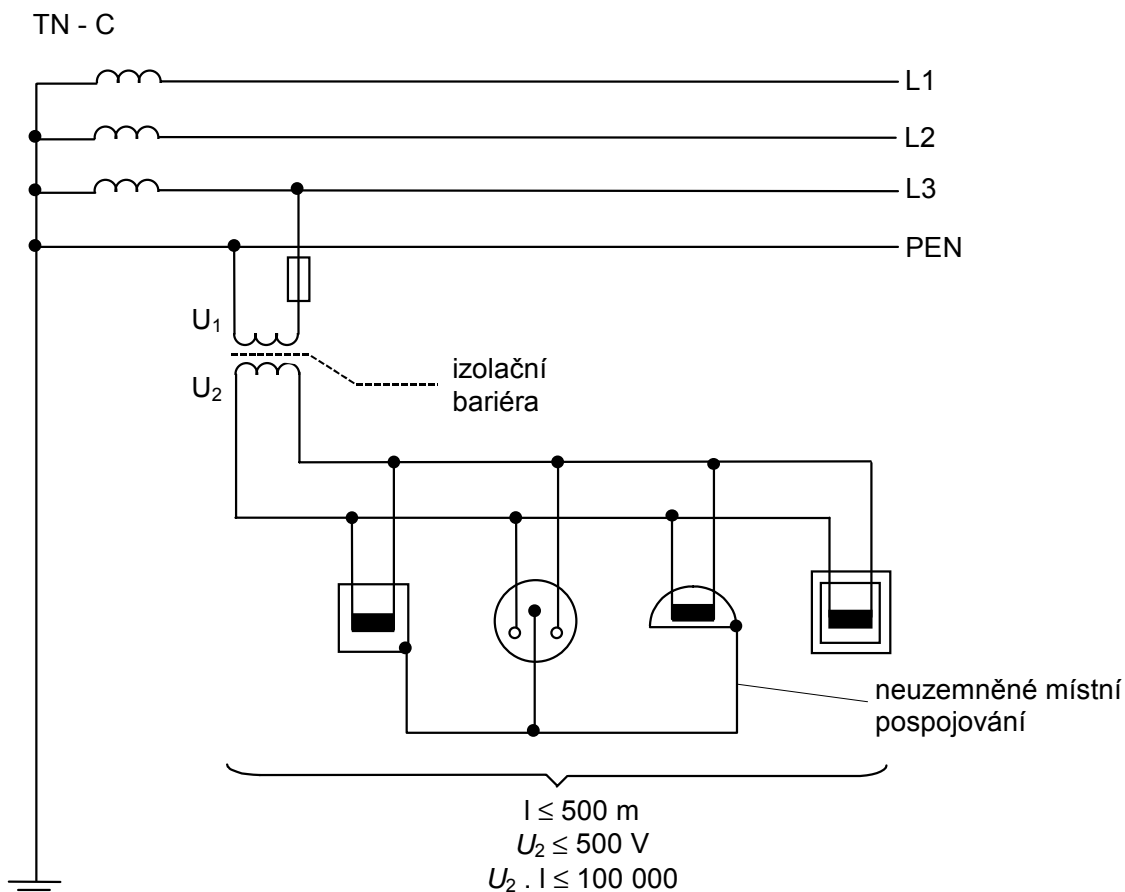 TN - C
L1
L2
L3
PEN
U₁
U₂
izolační
bariéra
neuzemněné místní
pospojování
l ≤ 500 m
U₂ ≤ 500 V
U₂ . l ≤ 100 000